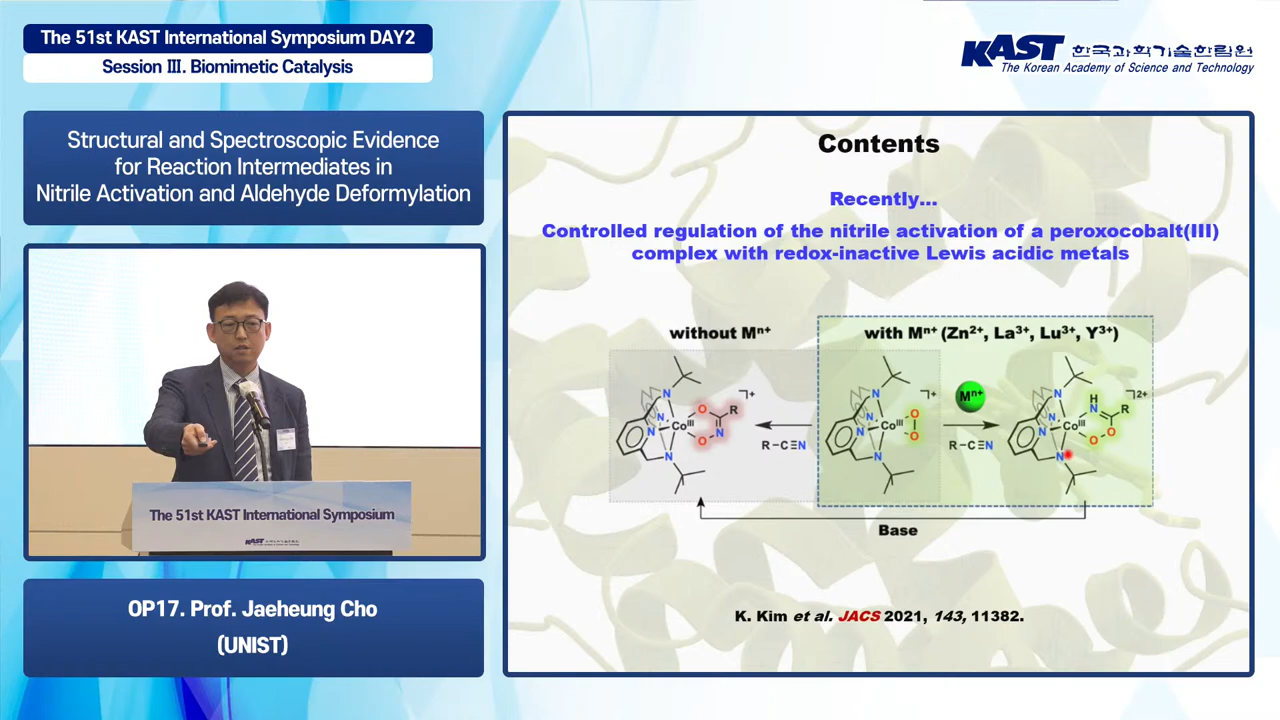 The 51st KAST International Symposium DAY2
Session Ⅲ. Biomimetic Catalysis
KAST 한국과학기술한림원
The Korean Academy of Science and Technology
Structural and Spectroscopic Evidence
for Reaction Intermediates in
Nitrile Activation and Aldehyde Deformylation
The 51st KAST International Symposium
KAST
OP17. Prof. Jaeheung Cho
(UNIST)
Contents
Recently...
Controlled regulation of the nitrile activation of a peroxocobalt(III)
complex with redox-inactive Lewis acidic metals
without Mⁿ⁺
with Mⁿ⁺ (Zn²⁺, La³⁺, Lu³⁺, Y³⁺)
N N N N Coᴵᴵᴵ O O N R ⁺
R-C≡N
N N N N Coᴵᴵᴵ O O ⁺
Mⁿ⁺
R-C≡N
N N N N Coᴵᴵᴵ H N R O O ²⁺
Base
K. Kim et al. JACS 2021, 143, 11382.